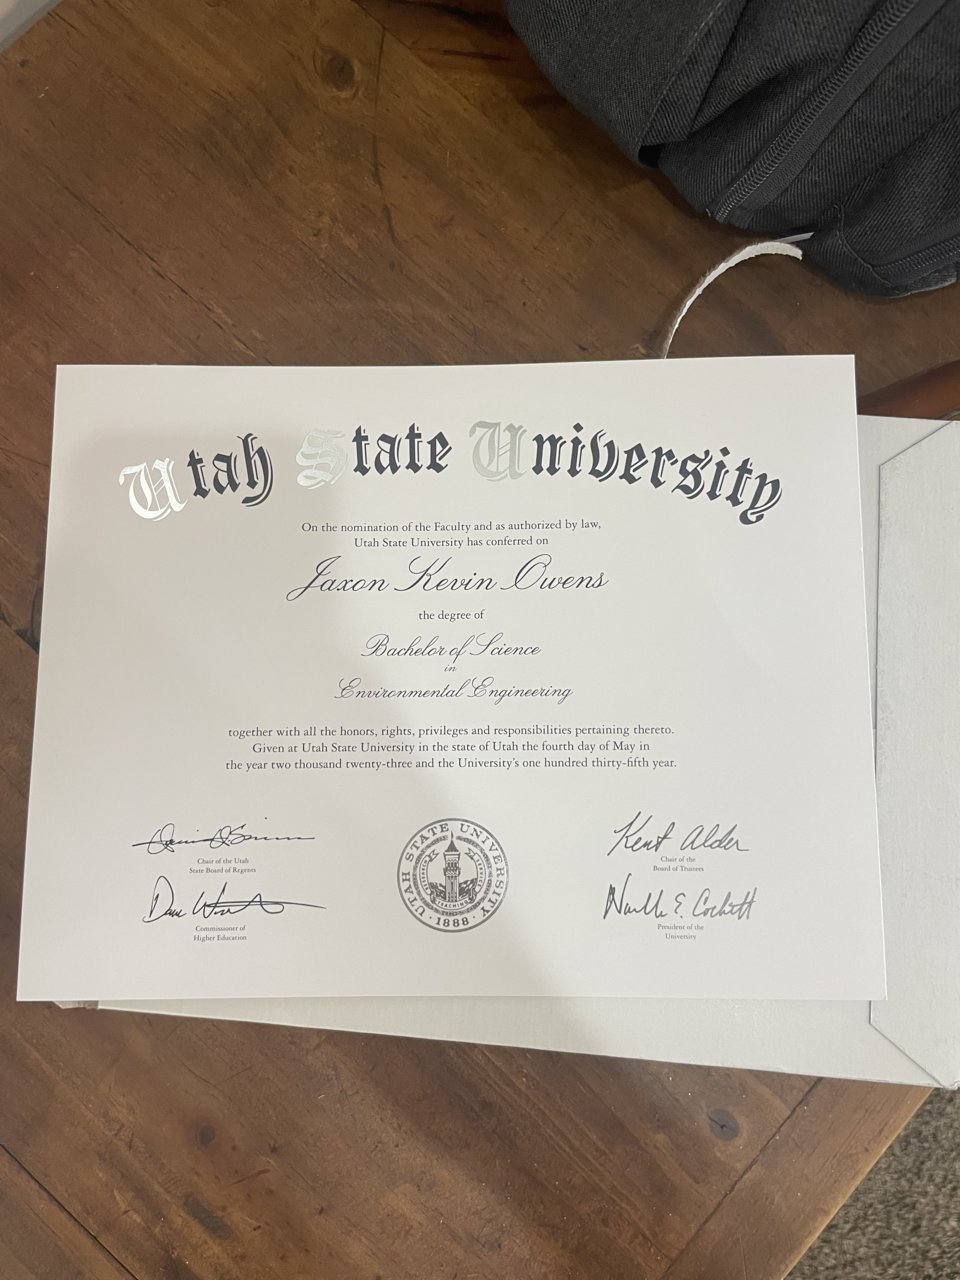 Utah State University
On the nomination of the Faculty and as authorized by law,
Utah State University has conferred on
Jaxon Kevin Owens
the degree of
Bachelor of Science
in
Environmental Engineering
together with all the honors, rights, privileges and responsibilities pertaining thereto.
Given at Utah State University in the state of Utah the fourth day of May in
the year two thousand twenty-three and the University's one hundred thirty-fifth year.
Chair of the Utah
State Board of Regents
Commissioner of
Higher Education
UTAH STATE UNIVERSITY
RESEARCH
SERVICE
TEACHING
· 1888 ·
Kent Alder
Chair of the
Board of Trustees
E. Cockett
President of the
University